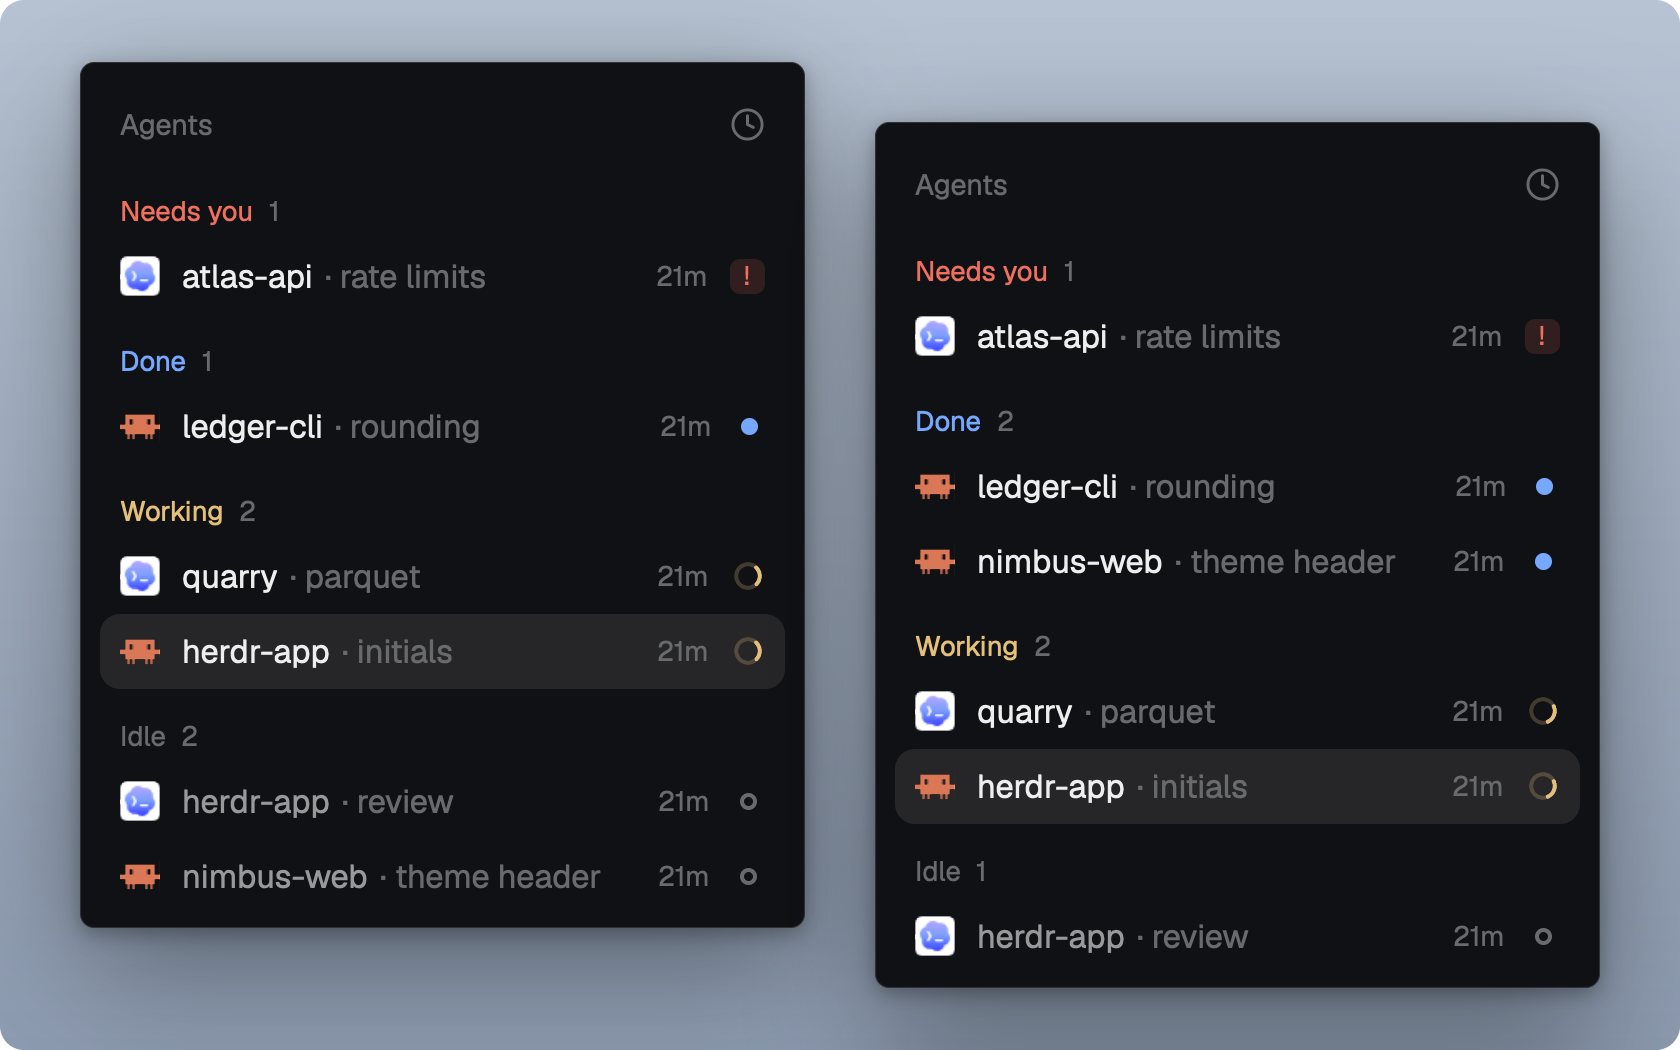 Agents
Needs you 1
atlas-api · rate limits 21m !
Done 1
ledger-cli · rounding 21m
Working 2
quarry · parquet 21m
herdr-app · initials 21m
Idle 2
herdr-app · review 21m
nimbus-web · theme header 21m
Agents
Needs you 1
atlas-api · rate limits 21m !
Done 2
ledger-cli · rounding 21m
nimbus-web · theme header 21m
Working 2
quarry · parquet 21m
herdr-app · initials 21m
Idle 1
herdr-app · review 21m